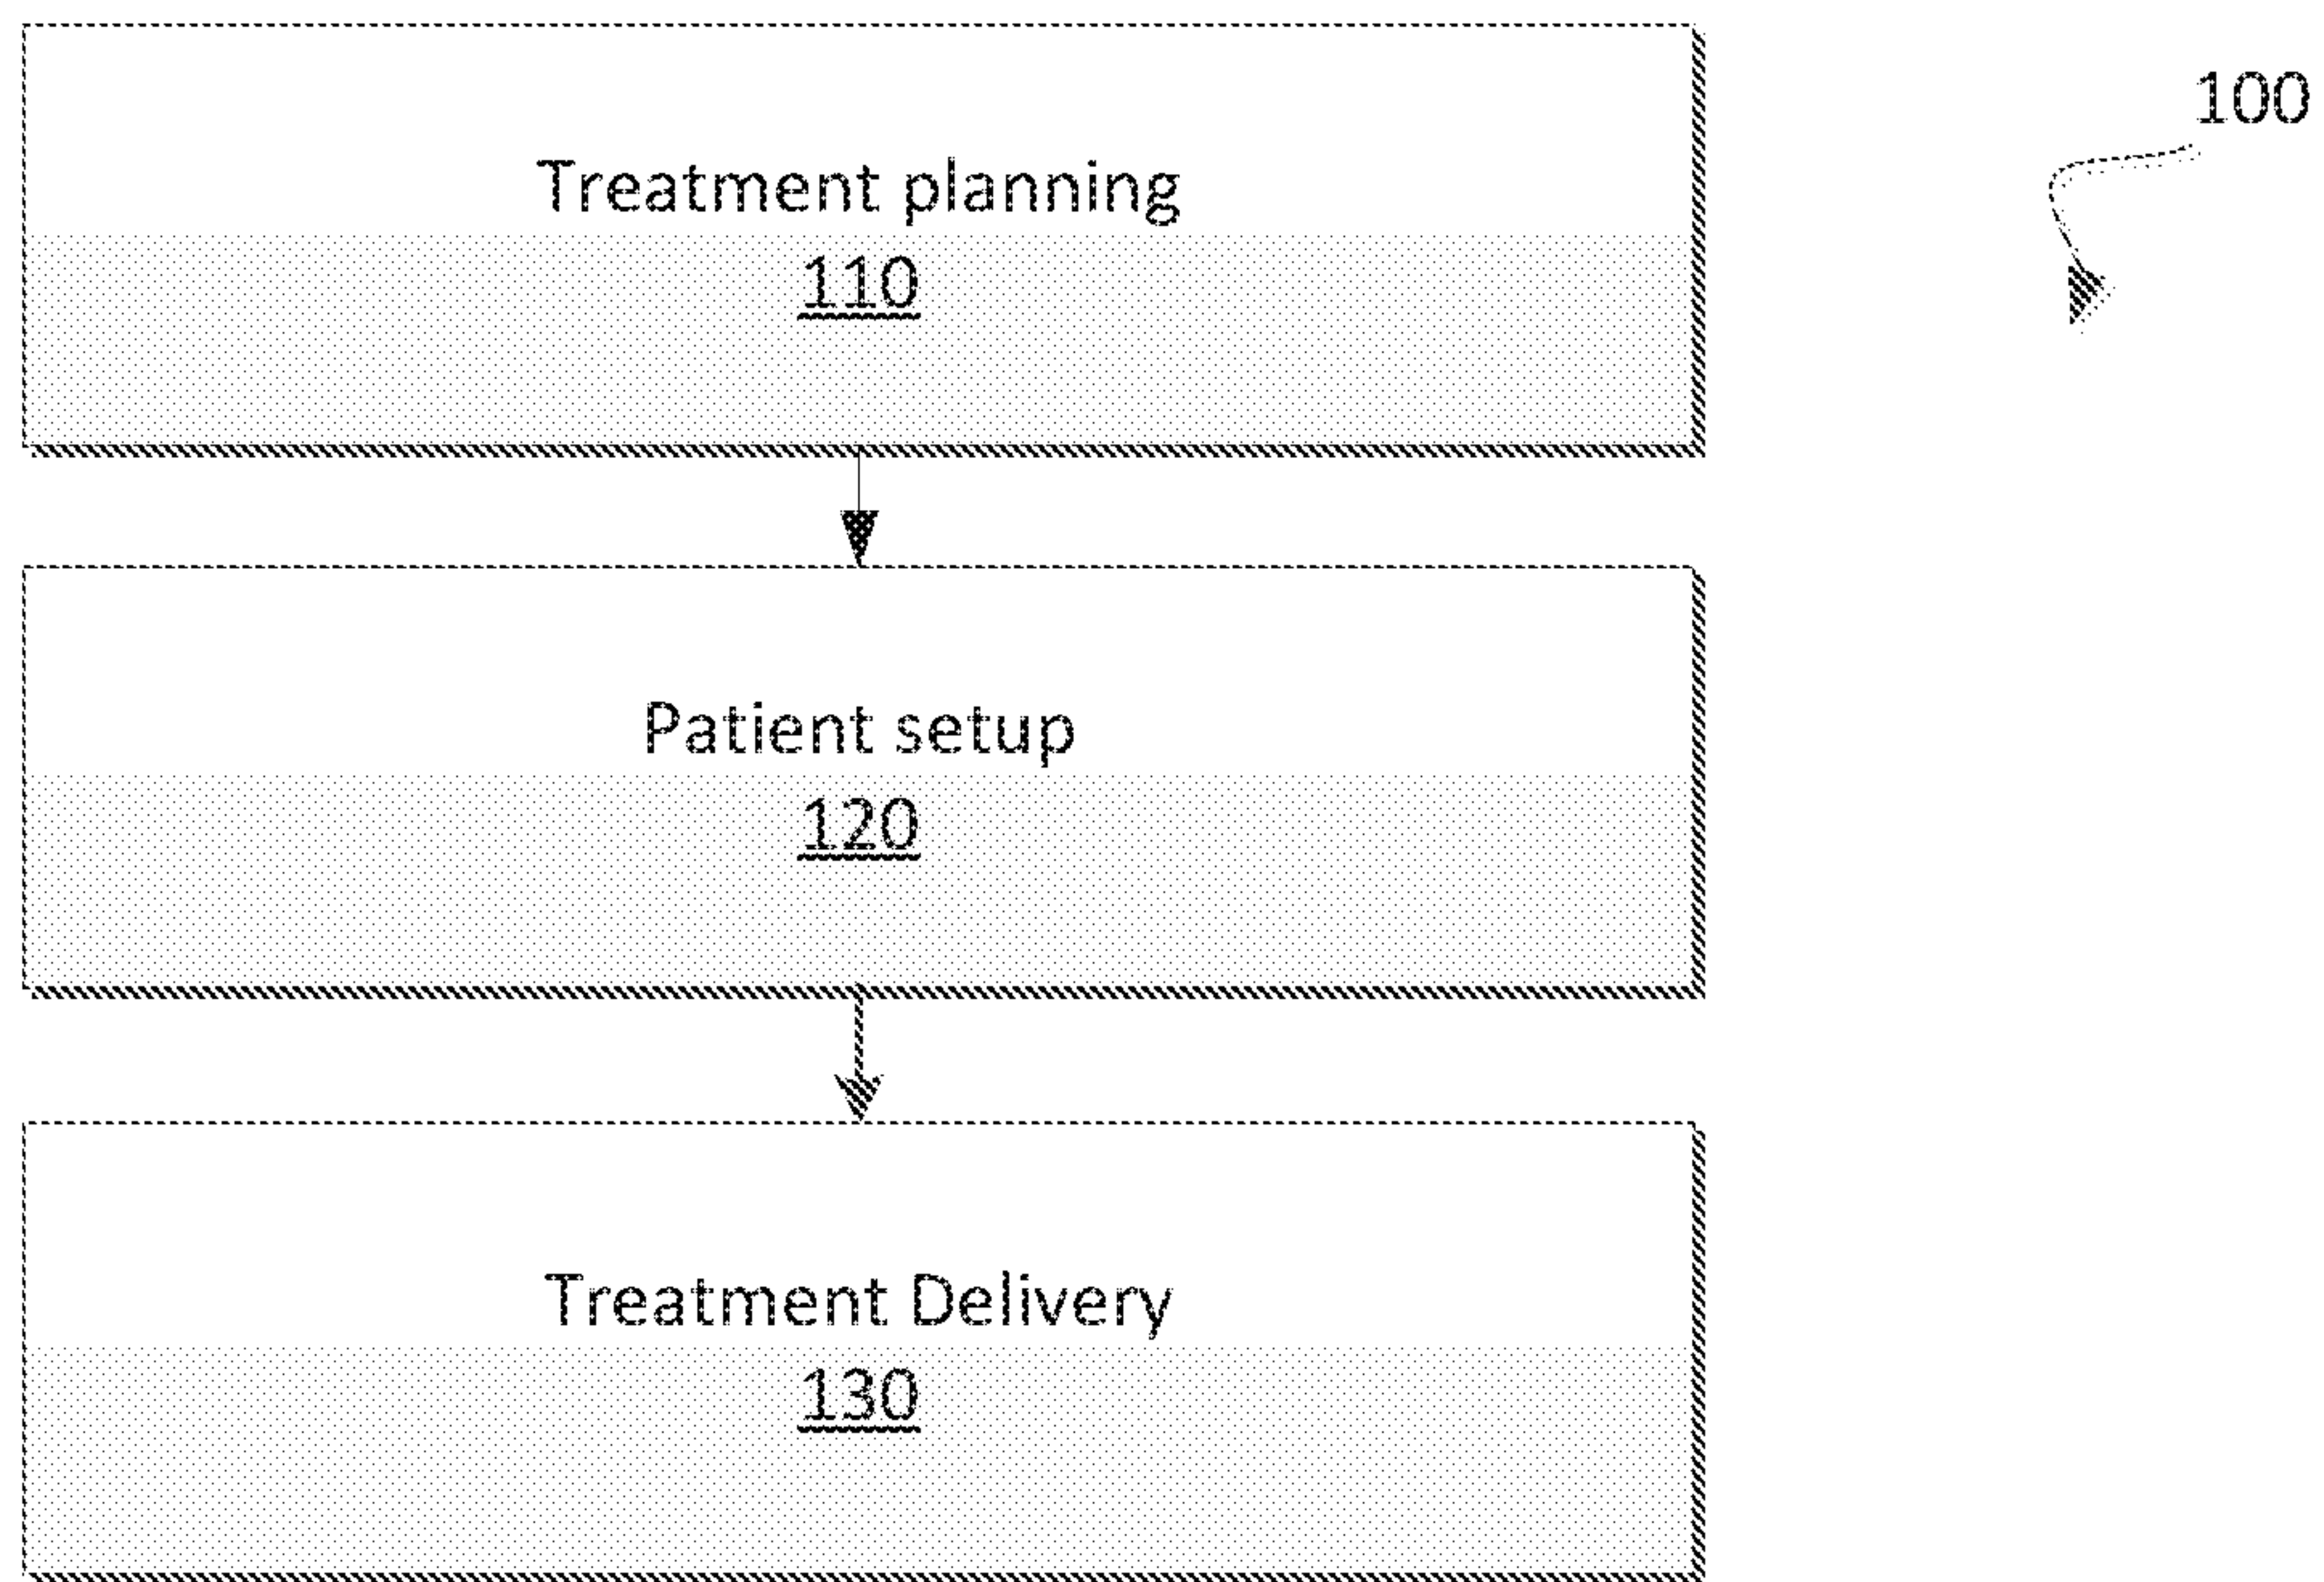 100
Treatment planning
110
Patient setup
120
Treatment Delivery
130